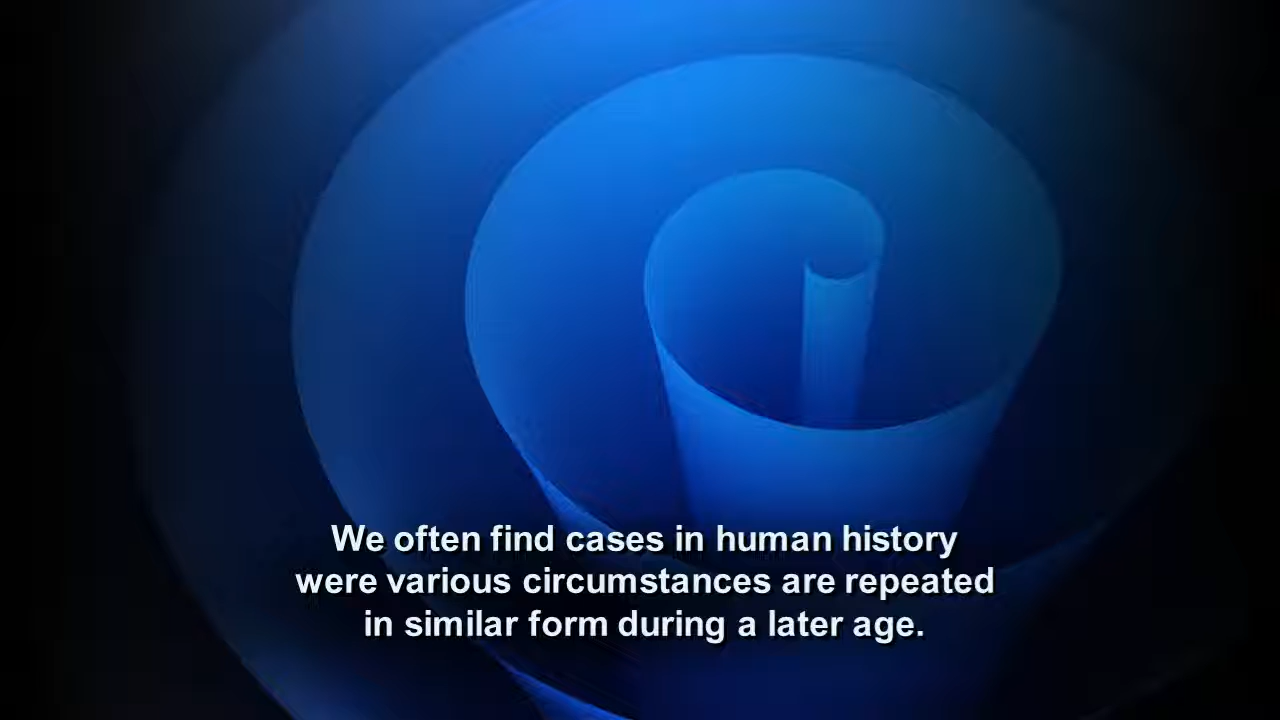 We often find cases in human history
were various circumstances are repeated
in similar form during a later age.